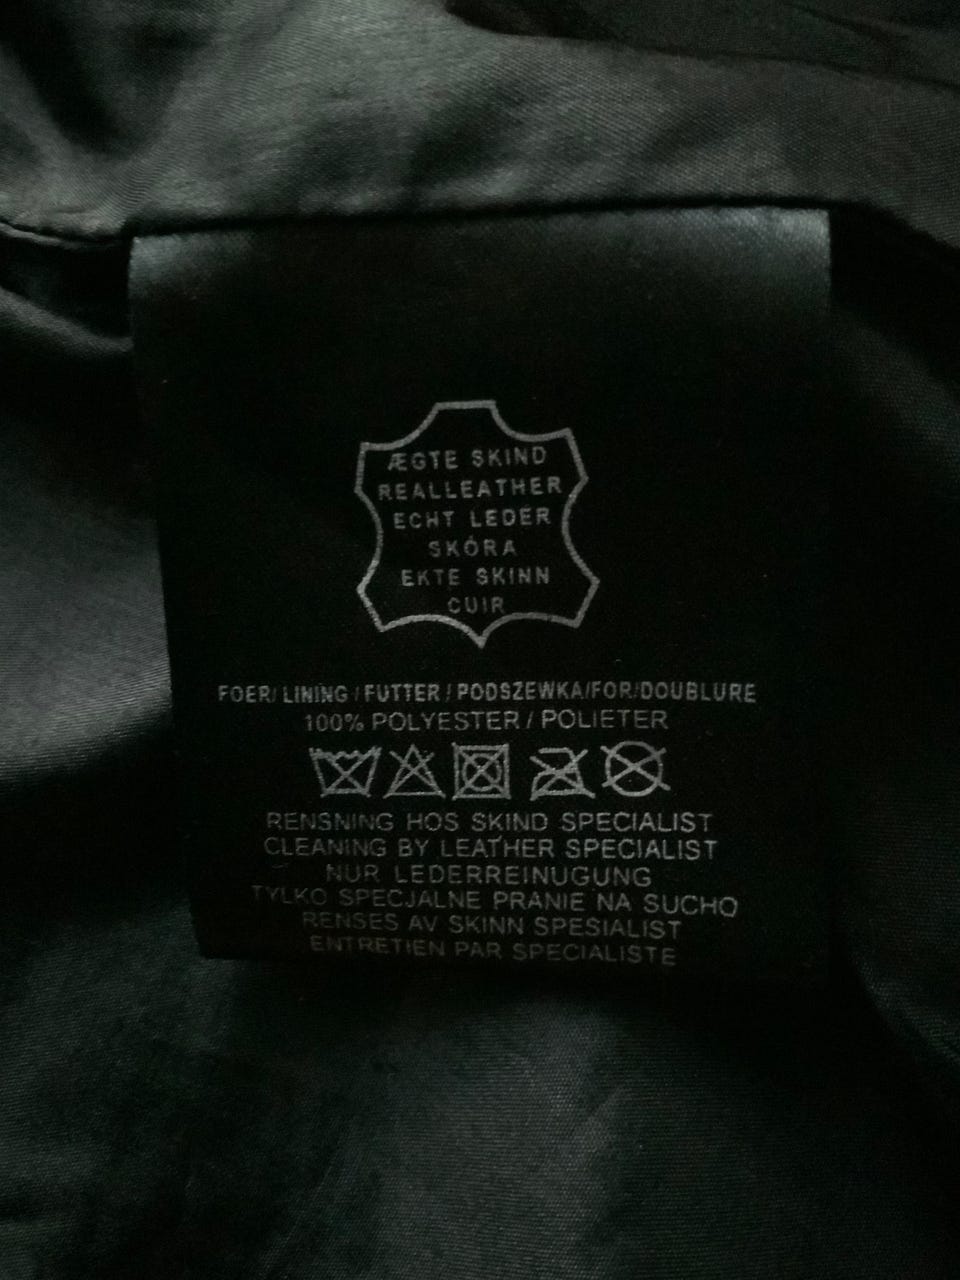 ÆGTE SKIND
REALLEATHER
ECHT LEDER
SKÓRA
EKTE SKINN
CUIR
FOER/ LINING / FUTTER / PODSZEWKA/FOR/DOUBLURE
100% POLYESTER / POLIETER
RENSNING HOS SKIND SPECIALIST
CLEANING BY LEATHER SPECIALIST
NUR LEDERREINUGUNG
TYLKO SPECJALNE PRANIE NA SUCHO
RENSES AV SKINN SPESIALIST
ENTRETIEN PAR SPECIALISTE